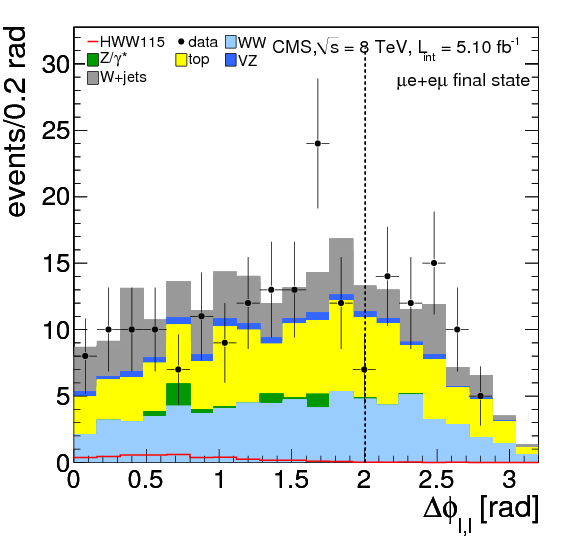 HWW115 data WW CMS,√s = 8 TeV, L_int = 5.10 fb⁻¹
Z/γ* top VZ
W+jets
μe+eμ final state
events/0.2 rad
30
25
20
15
10
5
0
0 0.5 1 1.5 2 2.5 3
Δϕ_l,l [rad]